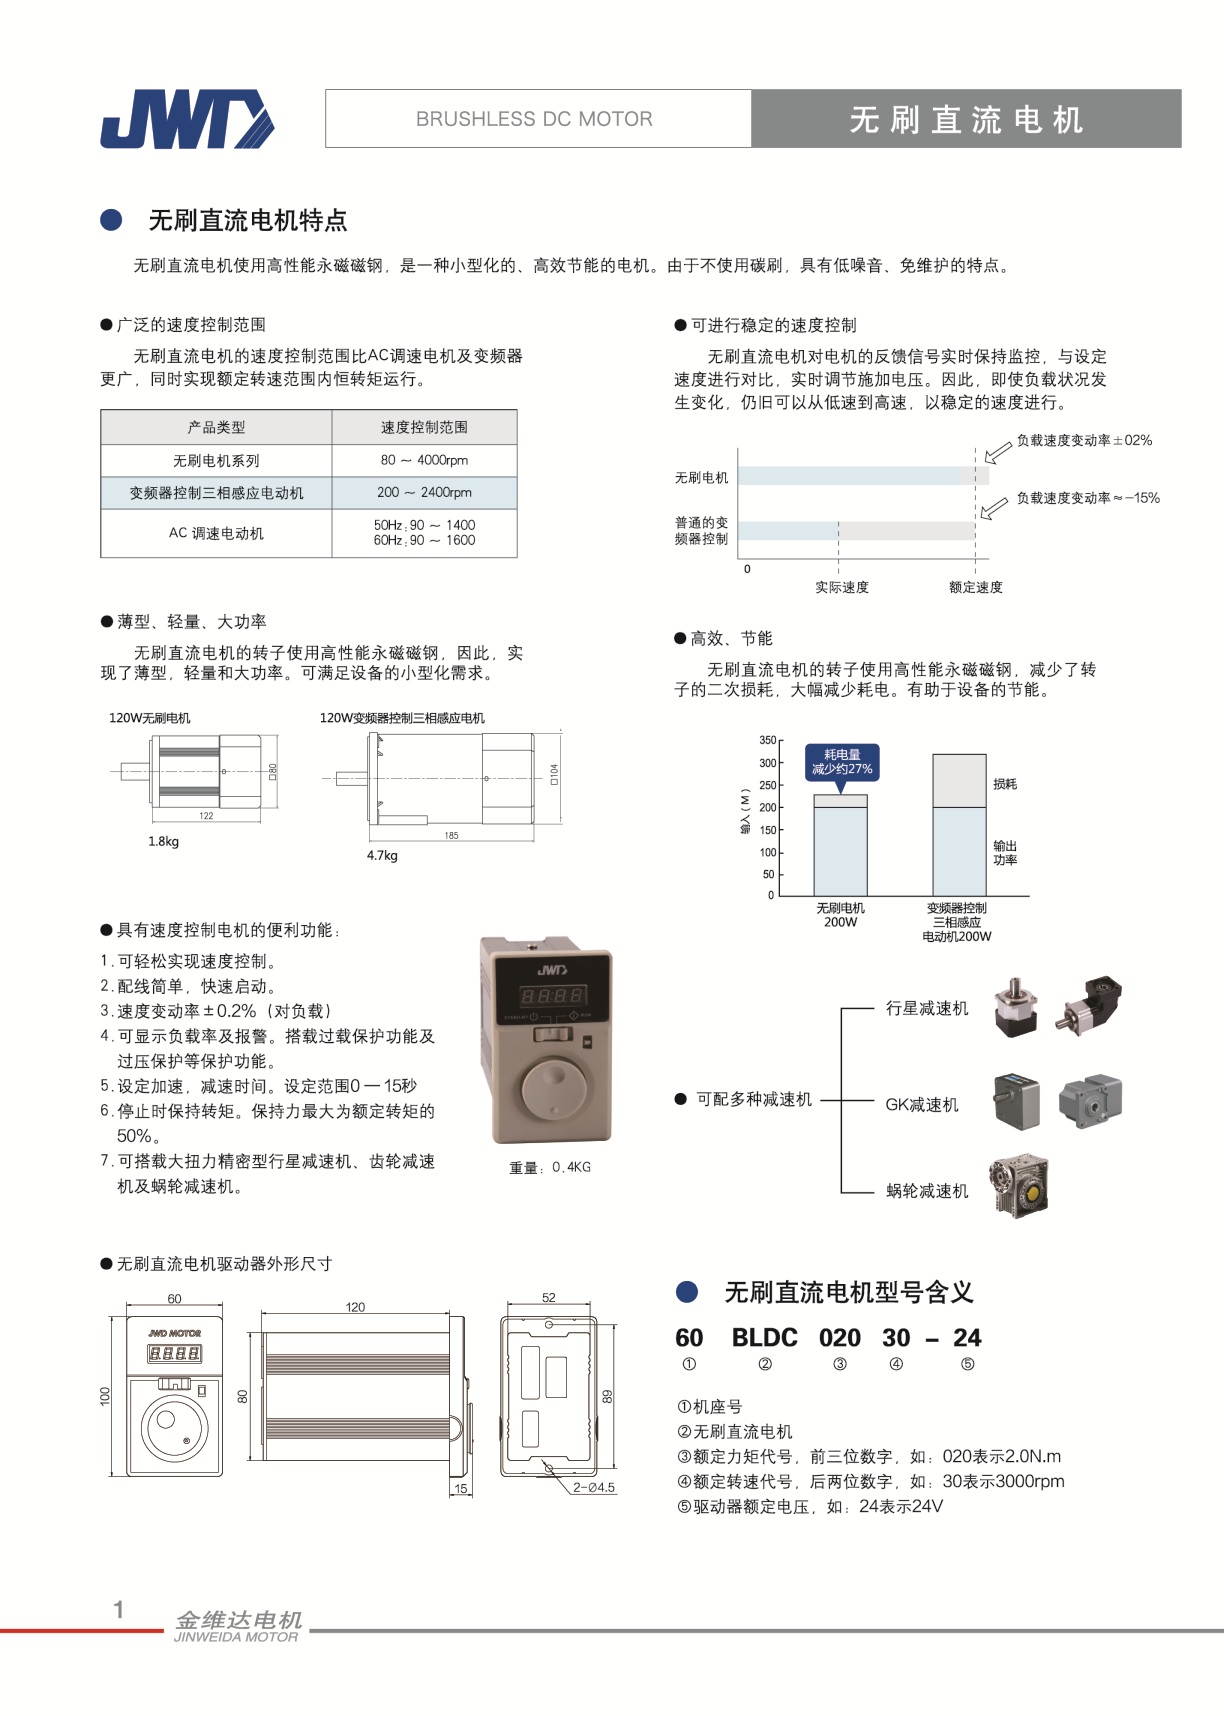 JWD
BRUSHLESS DC MOTOR
无刷直流电机
无刷直流电机特点
无刷直流电机使用高性能永磁磁钢，是一种小型化的、高效节能的电机。由于不使用碳刷，具有低噪音、免维护的特点。
●广泛的速度控制范围
无刷直流电机的速度控制范围比AC调速电机及变频器
更广，同时实现额定转速范围内恒转矩运行。
产品类型 速度控制范围
无刷电机系列 80 ～ 4000rpm
变频器控制三相感应电动机 200 ～ 2400rpm
AC 调速电动机 50Hz;90 ～ 1400
60Hz;90 ～ 1600
●薄型、轻量、大功率
无刷直流电机的转子使用高性能永磁磁钢，因此，实
现了薄型，轻量和大功率。可满足设备的小型化需求。
120W无刷电机
120W变频器控制三相感应电机
□80
122
1.8kg
□104
185
4.7kg
●具有速度控制电机的便利功能：
1.可轻松实现速度控制。
2.配线简单，快速启动。
3.速度变动率±0.2%（对负载）
4.可显示负载率及报警。搭载过载保护功能及
过压保护等保护功能。
5.设定加速，减速时间。设定范围0 — 15秒
6.停止时保持转矩。保持力最大为额定转矩的
50%。
7.可搭载大扭力精密型行星减速机、齿轮减速
机及蜗轮减速机。
JWD
STAND BY
RUN
重量：0.4KG
●无刷直流电机驱动器外形尺寸
60
100
JWD MOTOR
120
80
15
52
89
2-Ø4.5
●可进行稳定的速度控制
无刷直流电机对电机的反馈信号实时保持监控，与设定
速度进行对比，实时调节施加电压。因此，即使负载状况发
生变化，仍旧可以从低速到高速，以稳定的速度进行。
负载速度变动率±02%
无刷电机
负载速度变动率≈−15%
普通的变
频器控制
0
实际速度
额定速度
●高效、节能
无刷直流电机的转子使用高性能永磁磁钢，减少了转
子的二次损耗，大幅减少耗电。有助于设备的节能。
输入(M)
350
300
250
200
150
100
50
0
耗电量
减少约27%
损耗
输出
功率
无刷电机
200W
变频器控制
三相感应
电动机200W
●可配多种减速机
行星减速机
GK减速机
蜗轮减速机
无刷直流电机型号含义
60 BLDC 020 30 – 24
① ② ③ ④ ⑤
①机座号
②无刷直流电机
③额定力矩代号，前三位数字，如：020表示2.0N.m
④额定转速代号，后两位数字，如：30表示3000rpm
⑤驱动器额定电压，如：24表示24V
1
金维达电机
JINWEIDA MOTOR